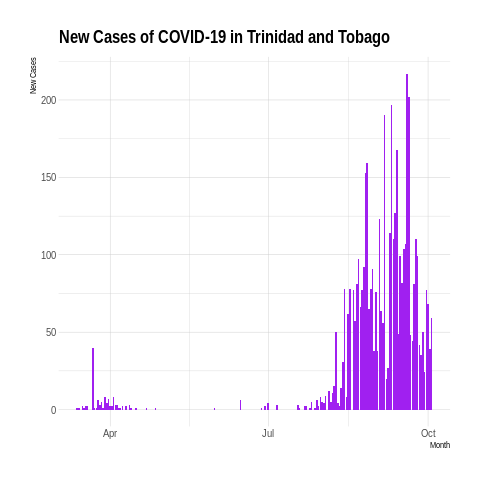 New Cases of COVID-19 in Trinidad and Tobago
New Cases
200
150
100
50
0
Apr
Jul
Oct
Month